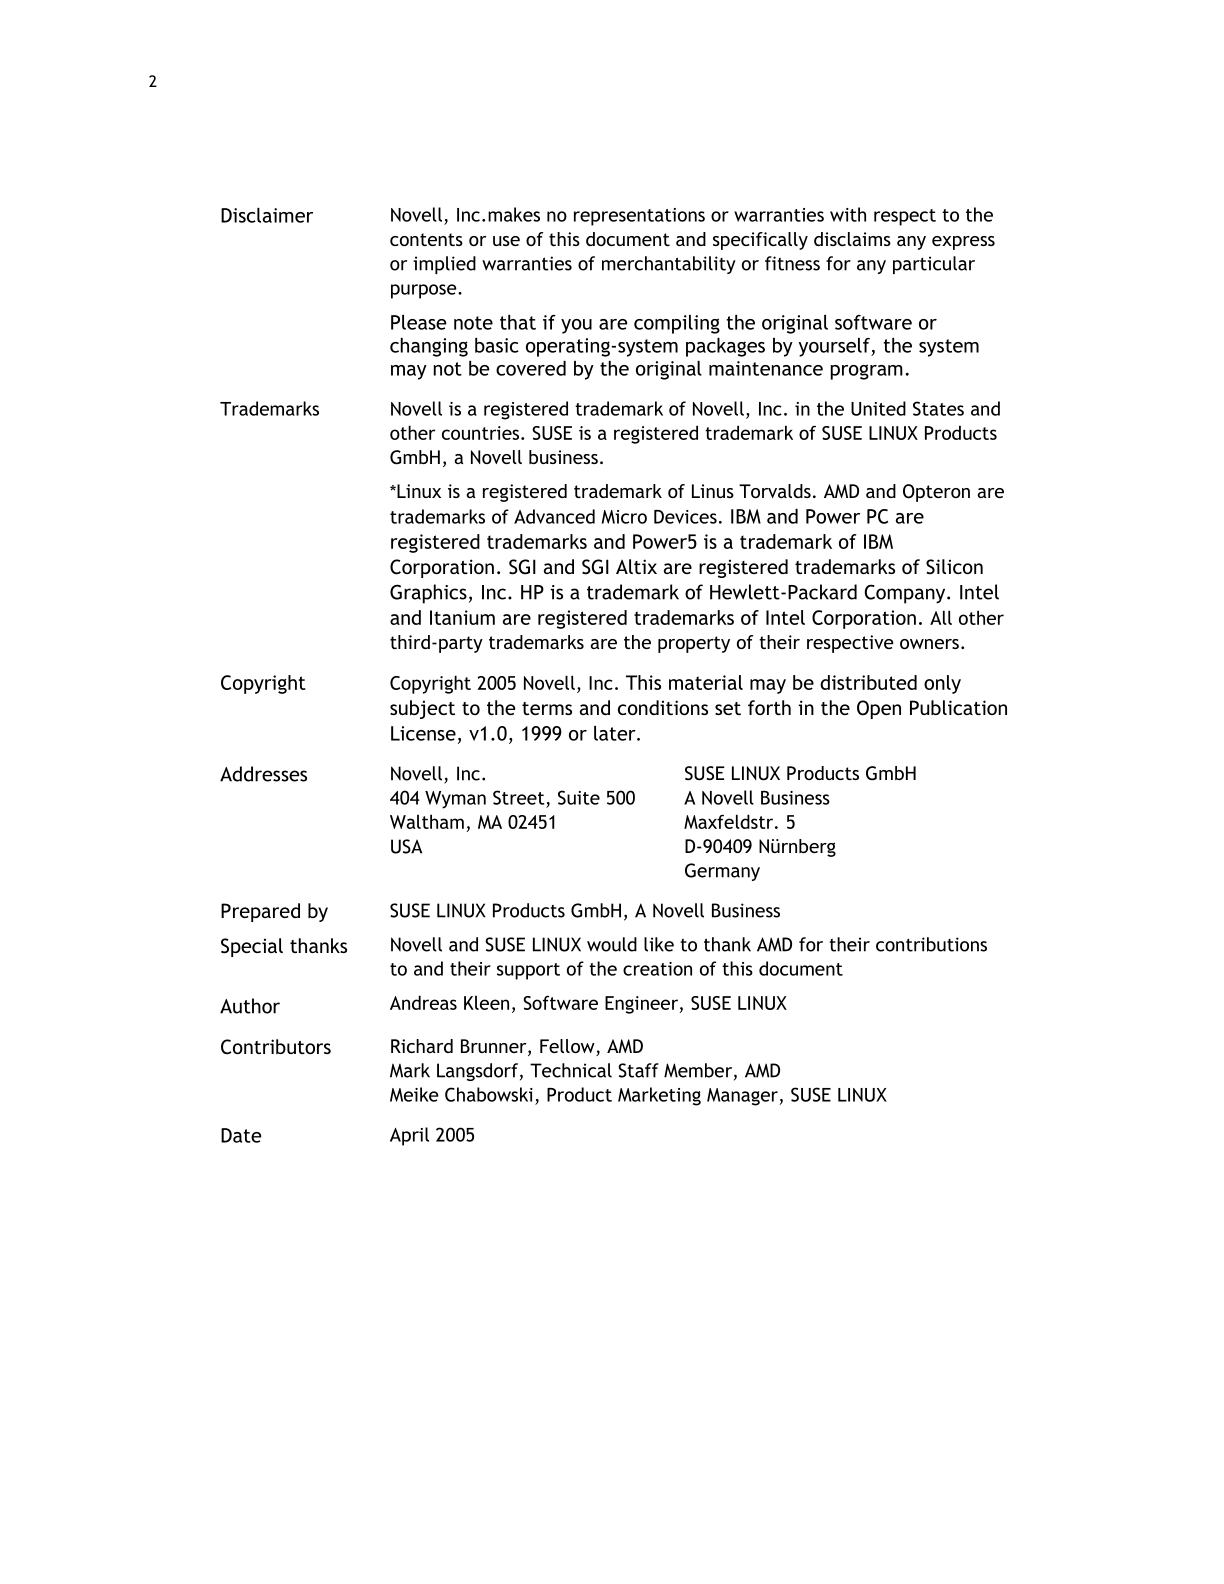 2
Disclaimer
Novell, Inc.makes no representations or warranties with respect to the
contents or use of this document and specifically disclaims any express
or implied warranties of merchantability or fitness for any particular
purpose.
Please note that if you are compiling the original software or
changing basic operating-system packages by yourself, the system
may not be covered by the original maintenance program.
Trademarks
Novell is a registered trademark of Novell, Inc. in the United States and
other countries. SUSE is a registered trademark of SUSE LINUX Products
GmbH, a Novell business.
*Linux is a registered trademark of Linus Torvalds. AMD and Opteron are
trademarks of Advanced Micro Devices. IBM and Power PC are
registered trademarks and Power5 is a trademark of IBM
Corporation. SGI and SGI Altix are registered trademarks of Silicon
Graphics, Inc. HP is a trademark of Hewlett-Packard Company. Intel
and Itanium are registered trademarks of Intel Corporation. All other
third-party trademarks are the property of their respective owners.
Copyright
Copyright 2005 Novell, Inc. This material may be distributed only
subject to the terms and conditions set forth in the Open Publication
License, v1.0, 1999 or later.
Addresses
Novell, Inc.
404 Wyman Street, Suite 500
Waltham, MA 02451
USA
SUSE LINUX Products GmbH
A Novell Business
Maxfeldstr. 5
D-90409 Nürnberg
Germany
Prepared by
SUSE LINUX Products GmbH, A Novell Business
Special thanks
Novell and SUSE LINUX would like to thank AMD for their contributions
to and their support of the creation of this document
Author
Andreas Kleen, Software Engineer, SUSE LINUX
Contributors
Richard Brunner, Fellow, AMD
Mark Langsdorf, Technical Staff Member, AMD
Meike Chabowski, Product Marketing Manager, SUSE LINUX
Date
April 2005